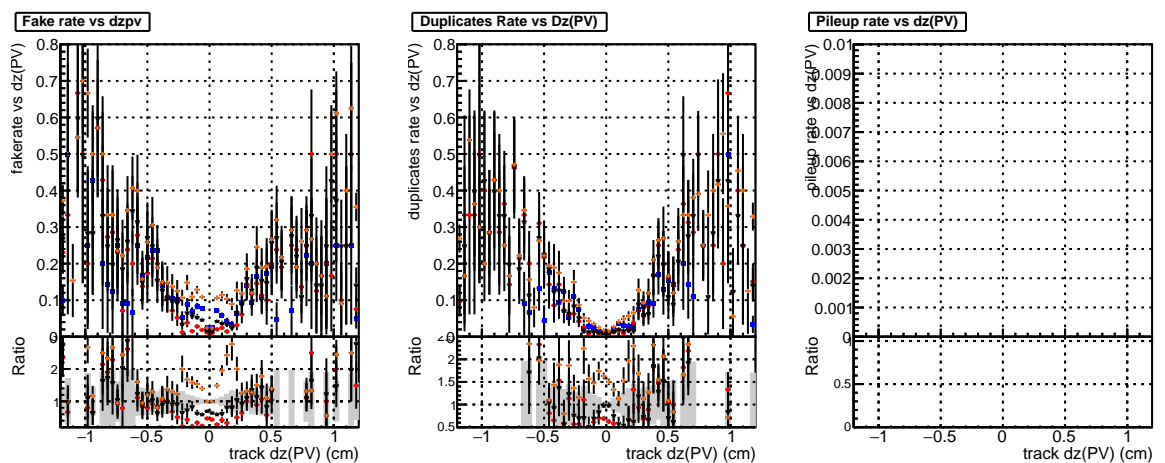 Fake rate vs dzpv
fakerate vs dz(PV)
0.8
0.7
0.6
0.5
0.4
0.3
0.2
0.1
0
Ratio
2
1
−1 −0.5 0 0.5 1
track dz(PV) (cm)
Duplicates Rate vs Dz(PV)
duplicates rate vs dz(PV)
0.8
0.7
0.6
0.5
0.4
0.3
0.2
0.1
Ratio
2
1.5
1
0.5
−1 −0.5 0 0.5 1
track dz(PV) (cm)
Pileup rate vs dz(PV)
pileup rate vs dz(PV)
0.01
0.009
0.008
0.007
0.006
0.005
0.004
0.003
0.002
0.001
0
Ratio
0.5
0
−1 −0.5 0 0.5 1
track dz(PV) (cm)